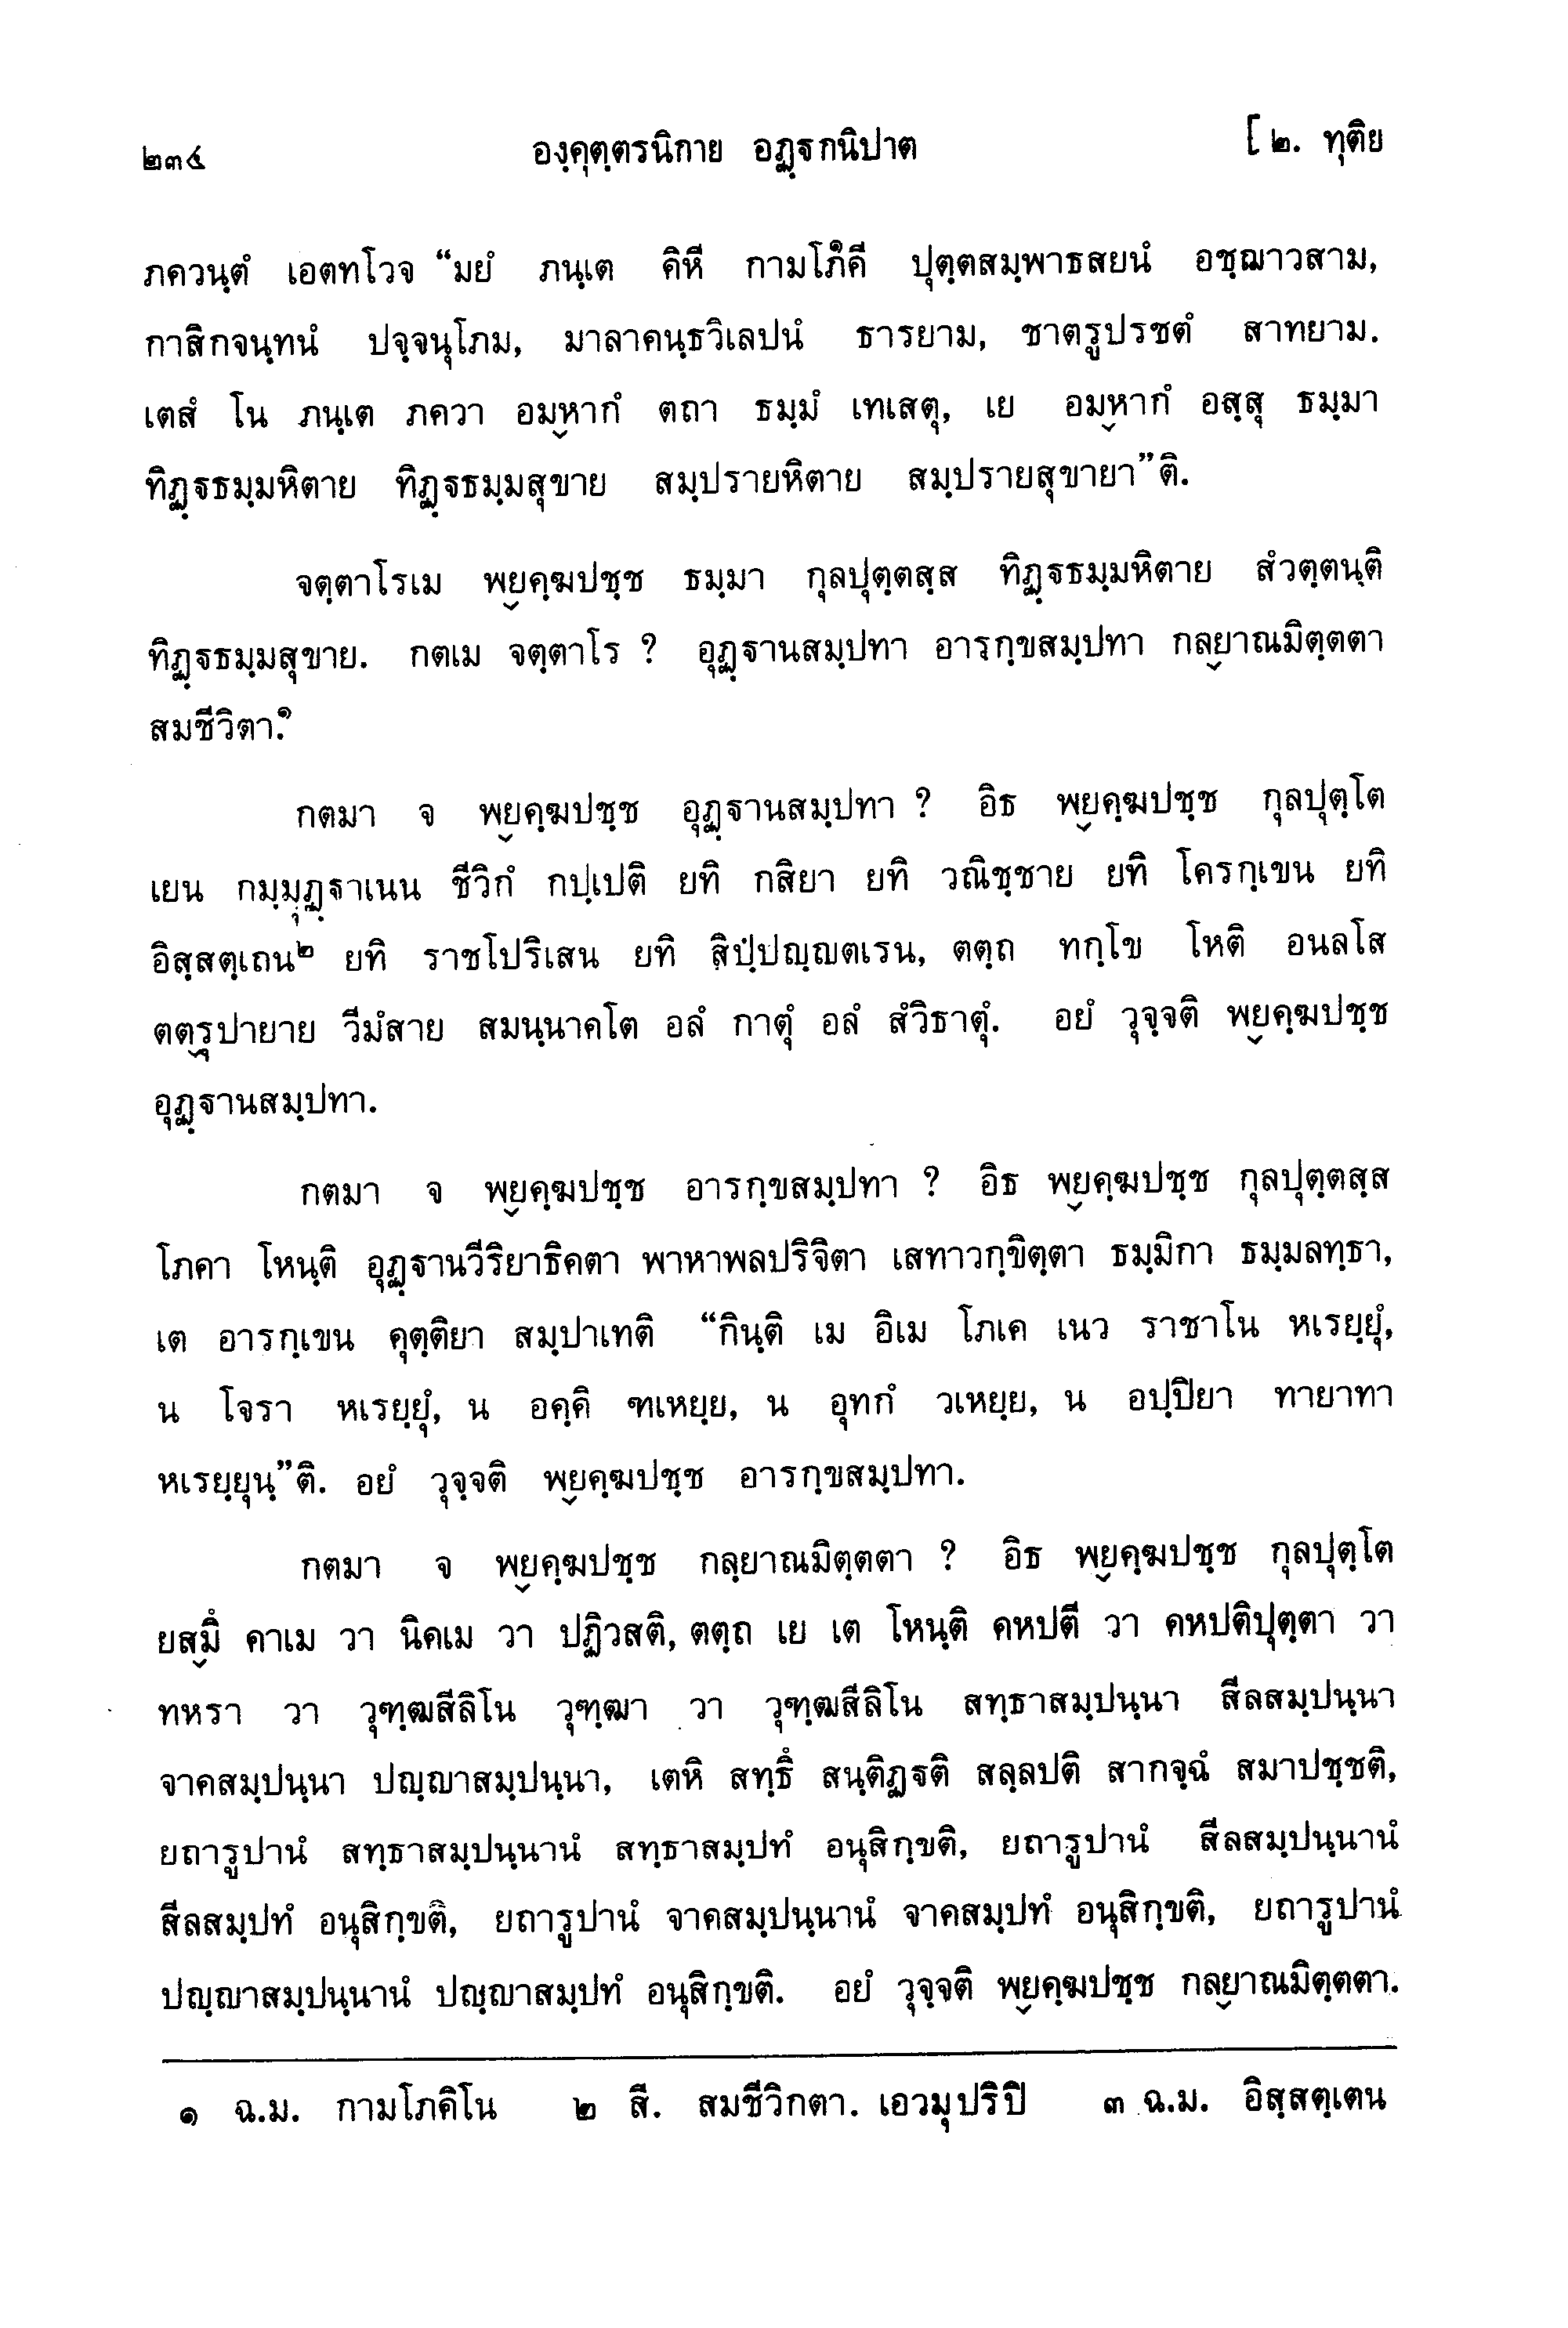 ๒๓๔ องฺคุตฺตรนิกาย อฏฺฐกนิปาต [ ๒. ทุติย
ภควนฺตํ เอตทโวจ “มยํ ภนฺเต คิหี กามโภคี๑ ปุตฺตสมฺพาธสยนํ อชฺฌาวสาม,
กาสิกจนฺทนํ ปจฺจนุโภม, มาลาคนฺธวิเลปนํ ธารยาม, ชาตรูปรชตํ สาทยาม.
เตสํ โน ภนฺเต ภควา อมฺหากํ ตถา ธมฺมํ เทเสตุ, เย อมฺหากํ อสฺสุ ธมฺมา
ทิฏฺฐธมฺมหิตาย ทิฏฺฐธมฺมสุขาย สมฺปรายหิตาย สมฺปรายสุขายา”ติ.
จตฺตาโรเม พฺยคฺฆปชฺช ธมฺมา กุลปุตฺตสฺส ทิฏฺฐธมฺมหิตาย สํวตฺตนฺติ
ทิฏฺฐธมฺมสุขาย. กตเม จตฺตาโร ? อุฏฺฐานสมฺปทา อารกฺขสมฺปทา กลฺยาณมิตฺตตา
สมชีวิตา.๑
กตมา จ พฺยคฺฆปชฺช อุฏฺฐานสมฺปทา ? อิธ พฺยคฺฆปชฺช กุลปุตฺโต
เยน กมฺมุฏฺฐาเนน ชีวิกํ กปฺเปติ ยทิ กสิยา ยทิ วณิชฺชาย ยทิ โครกฺเขน ยทิ
อิสฺสตฺเถน๒ ยทิ ราชโปริเสน ยทิ สิปฺปญฺญตเรน, ตตฺถ ทกฺโข โหติ อนลโส
ตตฺรุปายาย วีมํสาย สมนฺนาคโต อลํ กาตุํ อลํ สํวิธาตุํ. อยํ วุจฺจติ พฺยคฺฆปชฺช
อุฏฺฐานสมฺปทา.
กตมา จ พฺยคฺฆปชฺช อารกฺขสมฺปทา ? อิธ พฺยคฺฆปชฺช กุลปุตฺตสฺส
โภคา โหนฺติ อุฏฺฐานวีริยาธิคตา พาหาพลปริจิตา เสทาวกฺขิตฺตา ธมฺมิกา ธมฺมลทฺธา,
เต อารกฺเขน คุตฺติยา สมฺปาเทติ “กินฺติ เม อิเม โภเค เนว ราชาโน หเรยฺยุํ,
น โจรา หเรยฺยุํ, น อคฺคิ ฑเหยฺย, น อุทกํ วเหยฺย, น อปฺปิยา ทายาทา
หเรยฺยุนฺ”ติ. อยํ วุจฺจติ พฺยคฺฆปชฺช อารกฺขสมฺปทา.
กตมา จ พฺยคฺฆปชฺช กลฺยาณมิตฺตตา ? อิธ พฺยคฺฆปชฺช กุลปุตฺโต
ยสฺมึ คาเม วา นิคเม วา ปฏิวสติ, ตตฺถ เย เต โหนฺติ คหปตี วา คหปติปุตฺตา วา
ทหรา วา วุฑฺฒสีลิโน วุฑฺฒา วา วุฑฺฒสีลิโน สทฺธาสมฺปนฺนา สีลสมฺปนฺนา
จาคสมฺปนฺนา ปญฺญาสมฺปนฺนา, เตหิ สทฺธึ สนฺติฏฺฐติ สลฺลปติ สากจฺฉํ สมาปชฺชติ,
ยถารูปานํ สทฺธาสมฺปนฺนานํ สทฺธาสมฺปทํ อนุสิกฺขติ, ยถารูปานํ สีลสมฺปนฺนานํ
สีลสมฺปทํ อนุสิกฺขติ, ยถารูปานํ จาคสมฺปนฺนานํ จาคสมฺปทํ อนุสิกฺขติ, ยถารูปานํ
ปญฺญาสมฺปนฺนานํ ปญฺญาสมฺปทํ อนุสิกฺขติ. อยํ วุจฺจติ พฺยคฺฆปชฺช กลฺยาณมิตฺตตา.
๑ ฉ.ม. กามโภคิโน ๒ สี. สมชีวิกตา. เอวมุปริปิ ๓ ฉ.ม. อิสฺสตฺเตน